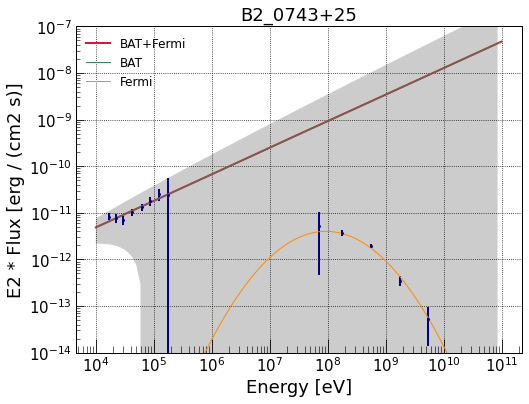 B2_0743+25
E2 * Flux [erg / (cm2 s)]
BAT+Fermi
BAT
Fermi
10⁻⁷
10⁻⁸
10⁻⁹
10⁻¹⁰
10⁻¹¹
10⁻¹²
10⁻¹³
10⁻¹⁴
10⁴ 10⁵ 10⁶ 10⁷ 10⁸ 10⁹ 10¹⁰ 10¹¹
Energy [eV]